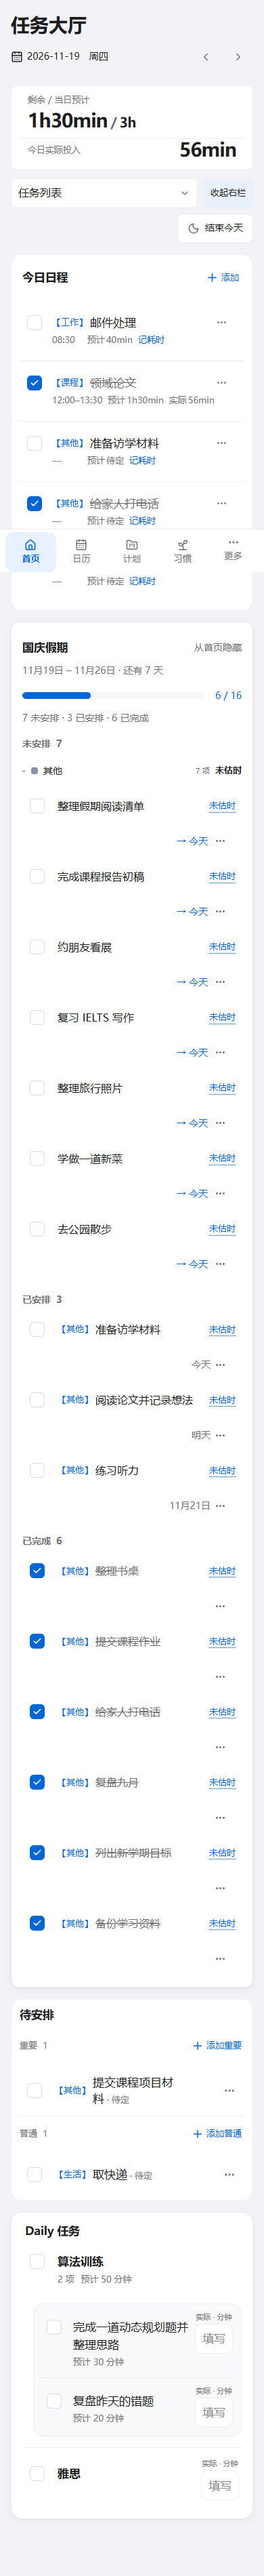 任务大厅
2026-11-19 周四
剩余 / 当日预计
1h30min / 3h
今日实际投入 56min
任务列表
收起右栏
结束今天
今日日程
添加
【工作】 邮件处理
08:30 预计 40min 记耗时
【课程】 领域论文
12:00–13:30 预计 1h30min 实际 56min
【其他】 准备访学材料
— 预计 待定 记耗时
【其他】 给家人打电话
— 预计 待定 记耗时
首页 日历 计划 习惯 更多
— 预计 待定 记耗时
国庆假期 从首页隐藏
11月19日 – 11月26日 · 还有 7 天
6 / 16
7 未安排 · 3 已安排 · 6 已完成
未安排 7
其他 7 项 未估时
整理假期阅读清单 未估时
→ 今天
完成课程报告初稿 未估时
→ 今天
约朋友看展 未估时
→ 今天
复习 IELTS 写作 未估时
→ 今天
整理旅行照片 未估时
→ 今天
学做一道新菜 未估时
→ 今天
去公园散步 未估时
→ 今天
已安排 3
【其他】 准备访学材料 未估时
今天
【其他】 阅读论文并记录想法 未估时
明天
【其他】 练习听力 未估时
11月21日
已完成 6
【其他】 整理书桌 未估时
【其他】 提交课程作业 未估时
【其他】 给家人打电话 未估时
【其他】 复盘九月 未估时
【其他】 列出新学期目标 未估时
【其他】 备份学习资料 未估时
待安排
重要 1 添加重要
【其他】 提交课程项目材
料 · 待定
普通 1 添加普通
【生活】 取快递 · 待定
Daily 任务
算法训练
2 项 预计 50 分钟
实际 · 分钟
完成一道动态规划题并 填写
整理思路
预计 30 分钟
实际 · 分钟
复盘昨天的错题 填写
预计 20 分钟
实际 · 分钟
雅思 填写